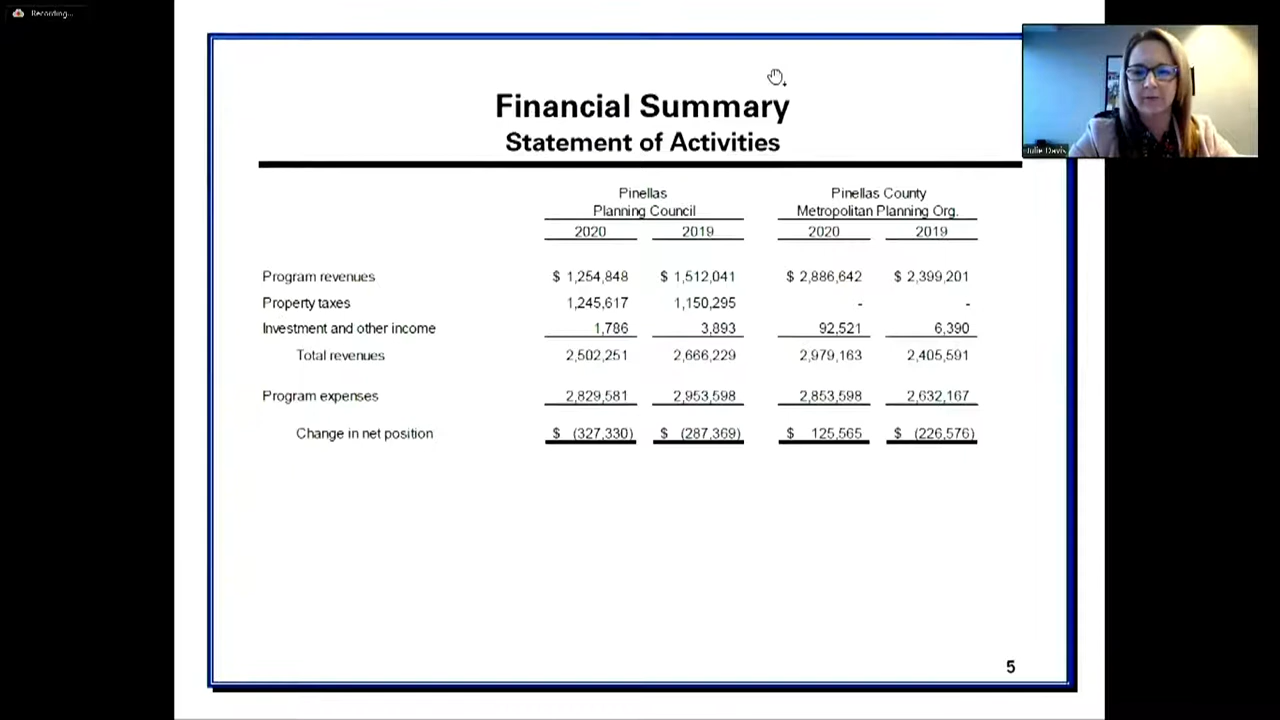 Recording...
Financial Summary
Statement of Activities
Julie Davis
Pinellas Pinellas County
Planning Council Metropolitan Planning Org.
2020 2019 2020 2019
Program revenues $ 1,254,848 $ 1,512,041 $ 2,886,642 $ 2,399,201
Property taxes 1,245,617 1,150,295 - -
Investment and other income 1,786 3,893 92,521 6,390
Total revenues 2,502,251 2,666,229 2,979,163 2,405,591
Program expenses 2,829,581 2,953,598 2,853,598 2,632,167
Change in net position $ (327,330) $ (287,369) $ 125,565 $ (226,576)
5